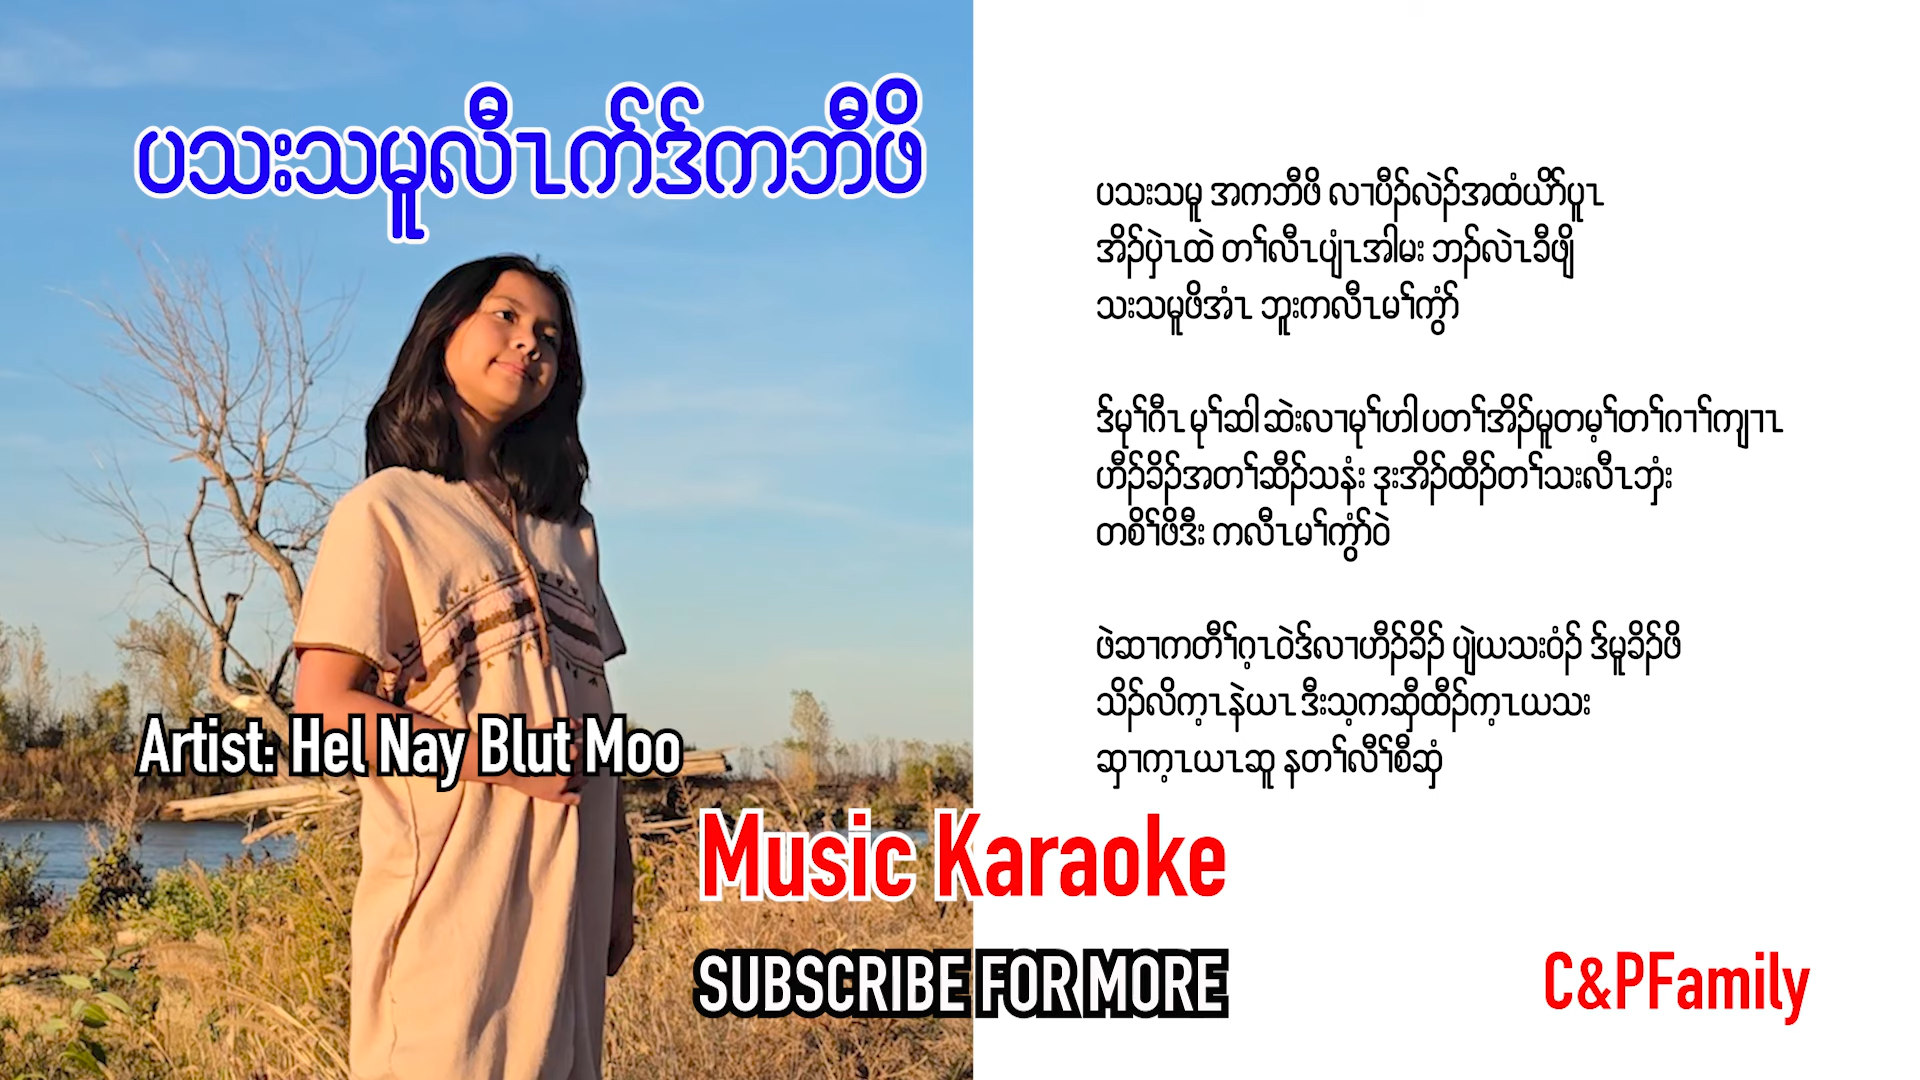 ပသးသမူလီၤက်ဒ်ကဘီဖိ
Artist: Hel Nay Blut Moo
Music Karaoke
SUBSCRIBE FOR MORE
ပသးသမူ အကဘီဖိ လၢပီၣ်လဲၣ်အထံယိာ်ပူၤ
အိၣ်ပှဲၤထဲ တၢ်လီၤပျံၤအါမး ဘၣ်လဲၤခီဖျိ
သးသမူဖိအံၤ ဘူးကလီၤမၢ်ကွံာ်
ဒ်မုၢ်ဂီၤ မုၢ်ဆါ ဆဲးလၢမုၢ်ဟါ ပတၢ်အိၣ်မူတမ့ၢ်တၢ်ဂၢၢ်ကျၢၤ
ဟီၣ်ခိၣ်အတၢ်ဆီၣ်သနံး ဒုးအိၣ်ထီၣ်တၢ်သးလီၤဘှံး
တစိၢ်ဖိဒီး ကလီၤမၢ်ကွံာ်ဝဲ
ဖဲဆၢကတီၢ်ဂ့ၤဝဲဒ်လၢဟီၣ်ခိၣ် ပျဲယသးဝံၣ် ဒ်မူခိၣ်ဖိ
သိၣ်လိက့ၤနဲယၤ ဒီးသ့ကဆှီထီၣ်က့ၤယသး
ဆှၢက့ၤယၤဆူ နတၢ်လီၢ်စီဆှံ
C&PFamily